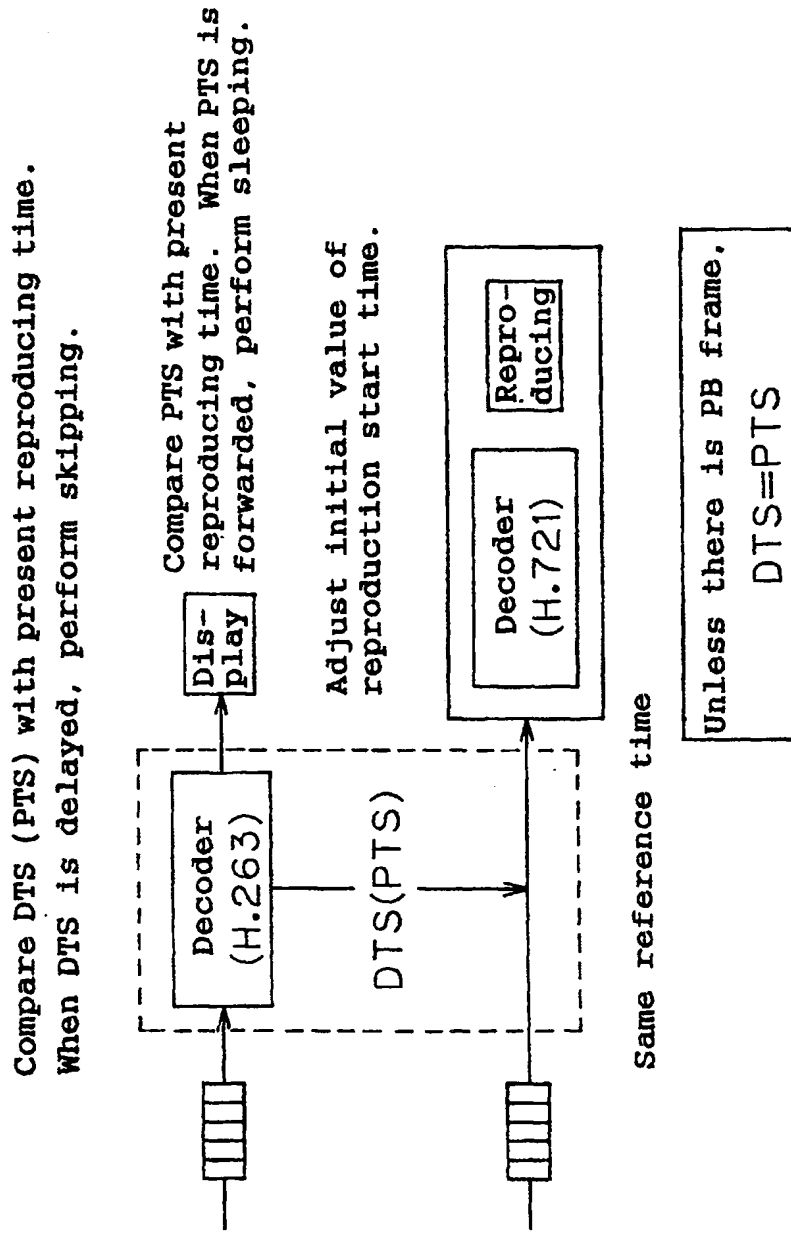 Compare DTS (PTS) with present reproducing time.
When DTS is delayed, perform skipping.
Compare PTS with present
reproducing time. When PTS is
forwarded, perform sleeping.
Decoder
(H.263)
Dis-
play
DTS(PTS)
Adjust initial value of
reproduction start time.
Decoder
(H.721)
Repro-
ducing
Same reference time
Unless there is PB frame,
DTS=PTS